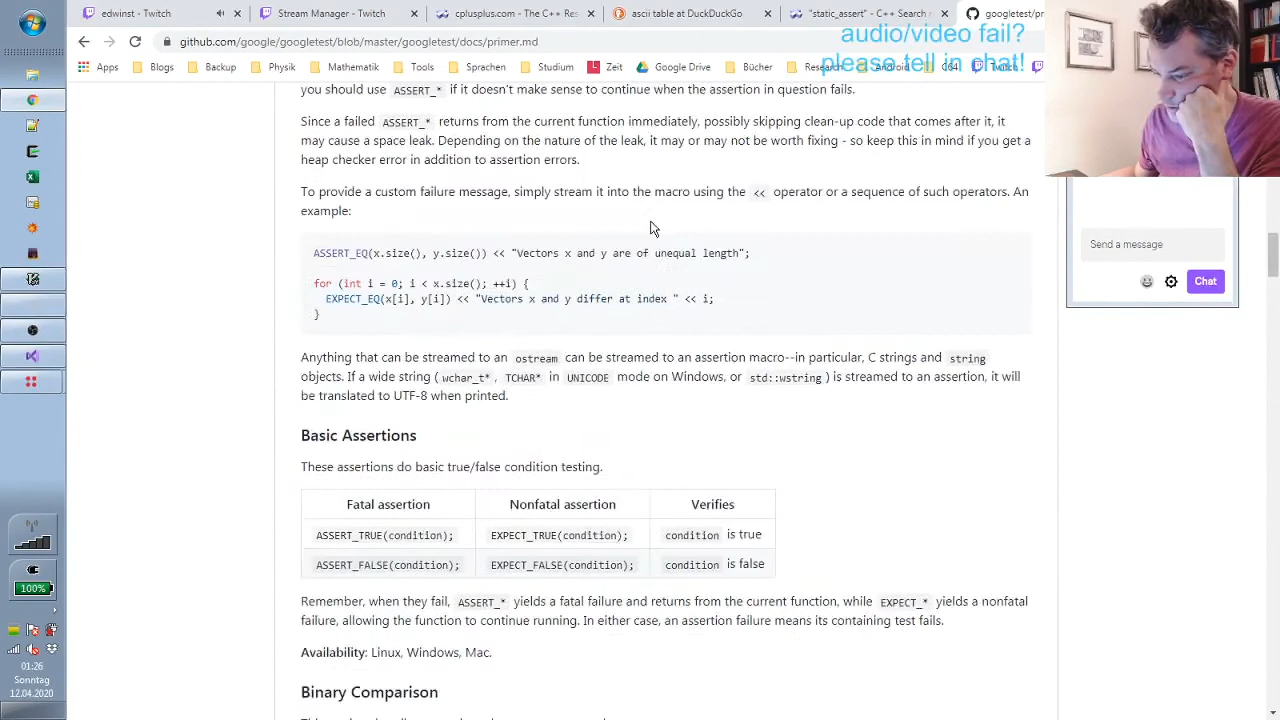 edwinst - Twitch
Stream Manager - Twitch
cplusplus.com - The C++ Res
ascii table at DuckDuckGo
"static_assert" - C++ Search r
googletest/pr
github.com/google/googletest/blob/master/googletest/docs/primer.md
audio/video fail?
please tell in chat!
Apps
Blogs
Backup
Physik
Mathematik
Tools
Sprachen
Studium
Zeit
Google Drive
Bücher
Android
C64
Twitch
you should use ASSERT_* if it doesn't make sense to continue when the assertion in question fails.
Since a failed ASSERT_* returns from the current function immediately, possibly skipping clean-up code that comes after it, it
may cause a space leak. Depending on the nature of the leak, it may or may not be worth fixing - so keep this in mind if you get a
heap checker error in addition to assertion errors.
To provide a custom failure message, simply stream it into the macro using the << operator or a sequence of such operators. An
example:
ASSERT_EQ(x.size(), y.size()) << "Vectors x and y are of unequal length";
for (int i = 0; i < x.size(); ++i) {
EXPECT_EQ(x[i], y[i]) << "Vectors x and y differ at index " << i;
}
Anything that can be streamed to an ostream can be streamed to an assertion macro--in particular, C strings and string
objects. If a wide string ( wchar_t* , TCHAR* in UNICODE mode on Windows, or std::wstring ) is streamed to an assertion, it will
be translated to UTF-8 when printed.
Basic Assertions
These assertions do basic true/false condition testing.
Fatal assertion Nonfatal assertion Verifies
ASSERT_TRUE(condition); EXPECT_TRUE(condition); condition is true
ASSERT_FALSE(condition); EXPECT_FALSE(condition); condition is false
Remember, when they fail, ASSERT_* yields a fatal failure and returns from the current function, while EXPECT_* yields a nonfatal
failure, allowing the function to continue running. In either case, an assertion failure means its containing test fails.
Availability: Linux, Windows, Mac.
Binary Comparison
Send a message
Chat
100%
01:26
Sonntag
12.04.2020